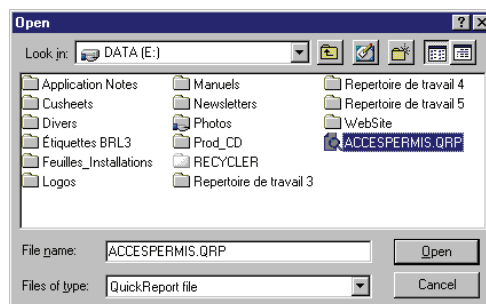 Open
Look in: DATA (E:)
Application Notes
Cusheets
Divers
Étiquettes BRL3
Feuilles_Installations
Logos
Manuels
Newsletters
Photos
Prod_CD
RECYCLER
Repertoire de travail 3
Repertoire de travail 4
Repertoire de travail 5
WebSite
ACCESPERMIS.QRP
File name: ACCESPERMIS.QRP Open
Files of type: QuickReport file Cancel